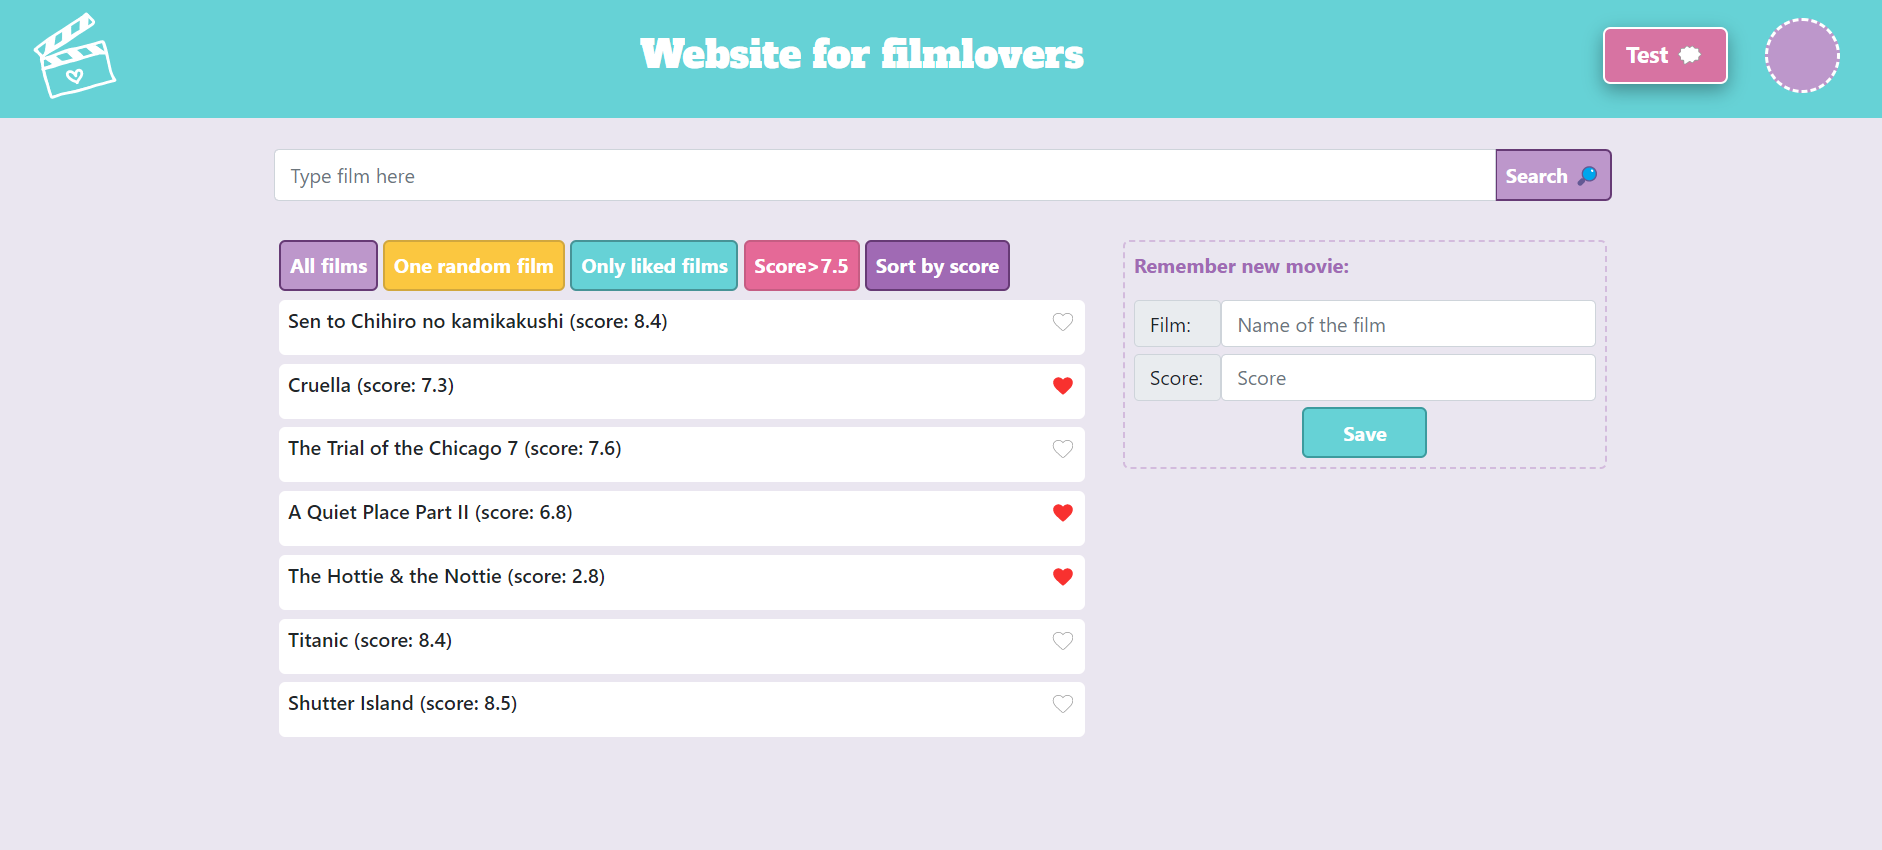 Website for filmlovers
Test
Type film here
Search
All films
One random film
Only liked films
Score>7.5
Sort by score
Sen to Chihiro no kamikakushi (score: 8.4)
Cruella (score: 7.3)
The Trial of the Chicago 7 (score: 7.6)
A Quiet Place Part II (score: 6.8)
The Hottie & the Nottie (score: 2.8)
Titanic (score: 8.4)
Shutter Island (score: 8.5)
Remember new movie:
Film: Name of the film
Score: Score
Save